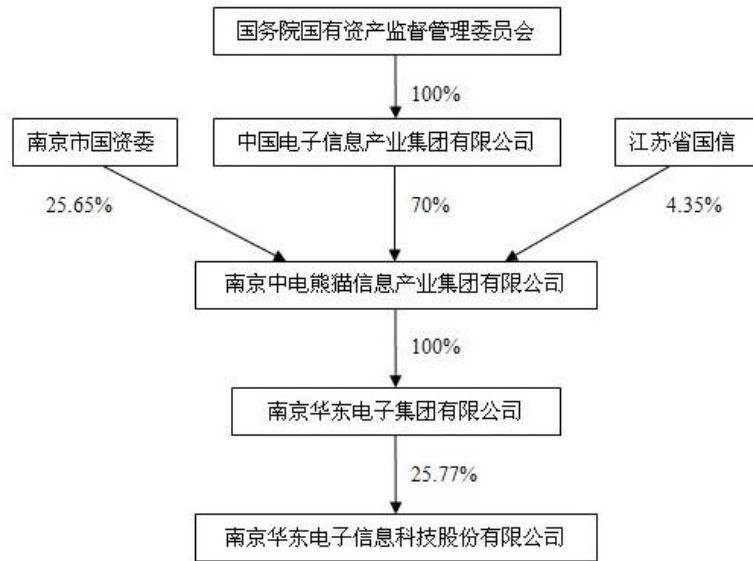 国务院国有资产监督管理委员会
100%
南京市国资委
中国电子信息产业集团有限公司
江苏省国信
25.65%
70%
4.35%
南京中电熊猫信息产业集团有限公司
100%
南京华东电子集团有限公司
25.77%
南京华东电子信息科技股份有限公司